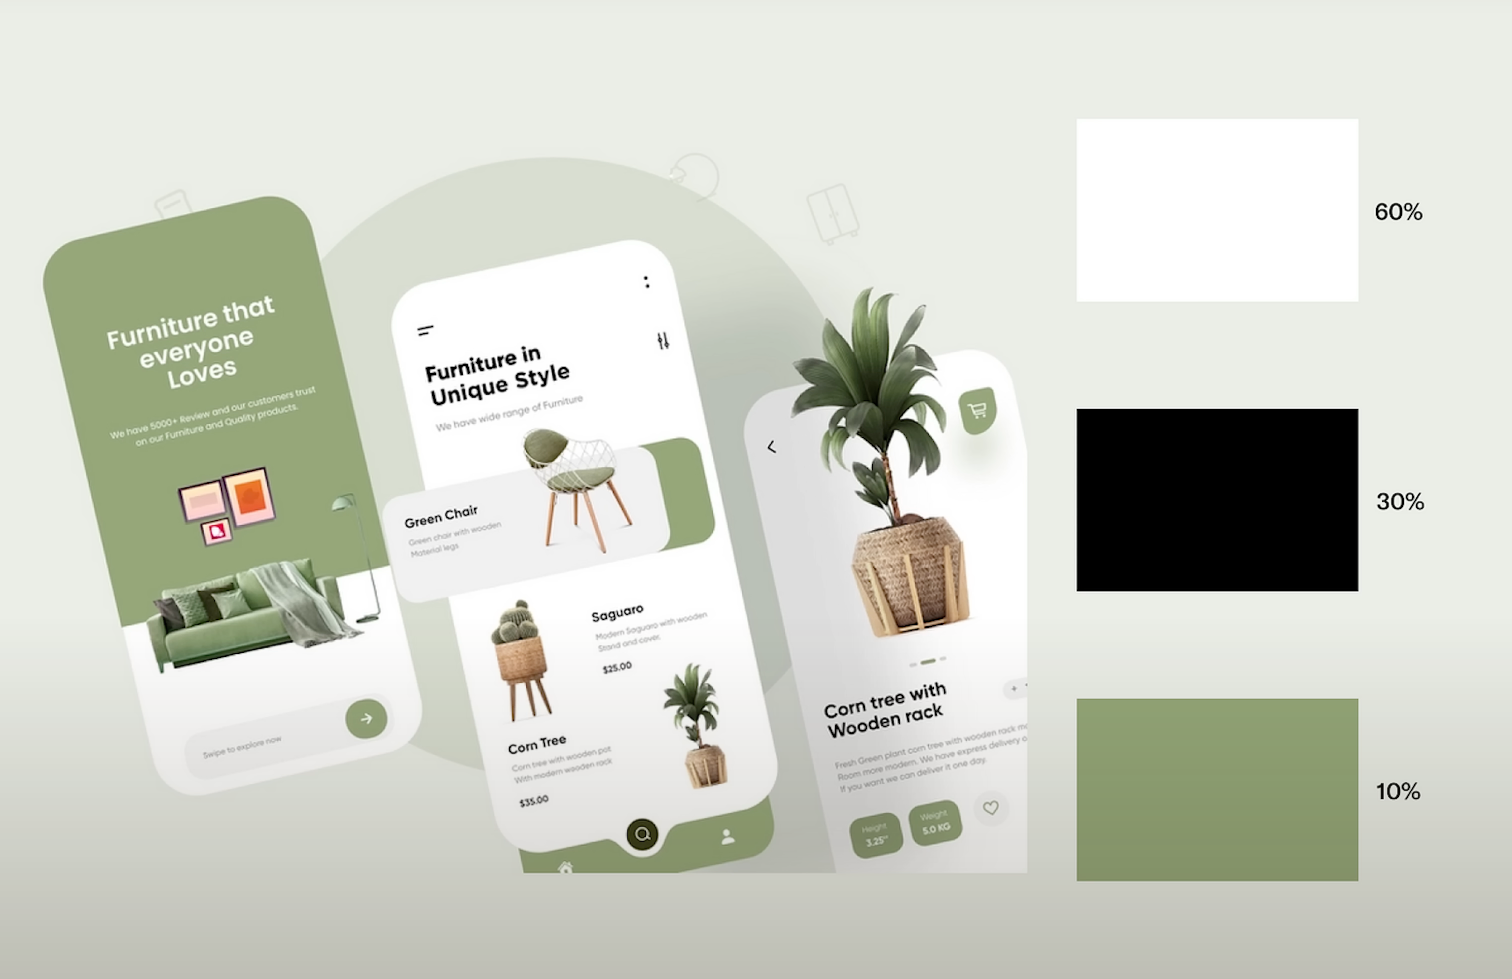 Furniture that
everyone
Loves
We have 5000+ Review and our customers trust
on our Furniture and Quality products.
Swipe to explore now
Furniture in
Unique Style
We have wide range of Furniture
Green Chair
Green chair with wooden
Material legs
Saguaro
Modern Saguaro with wooden
Stand and cover.
$25.00
Corn Tree
Corn tree with wooden pot
With modern wooden rack
$35.00
Corn tree with
Wooden rack
Fresh Green plant corn tree with wooden rack
Room more modern. We have express delivery
If you want we can deliver it one day.
Height
3.25"
Weight
5.0 KG
60%
30%
10%